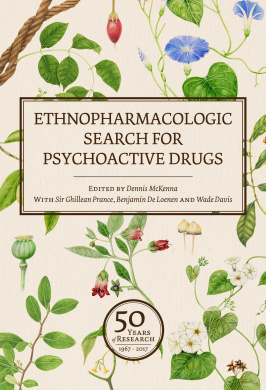 ETHNOPHARMACOLOGIC
SEARCH FOR
PSYCHOACTIVE DRUGS
EDITED BY Dennis McKenna
WITH Sir Ghillean Prance, Benjamin De Loenen AND Wade Davis
50
YEARS
of RESEARCH
1967 - 2017